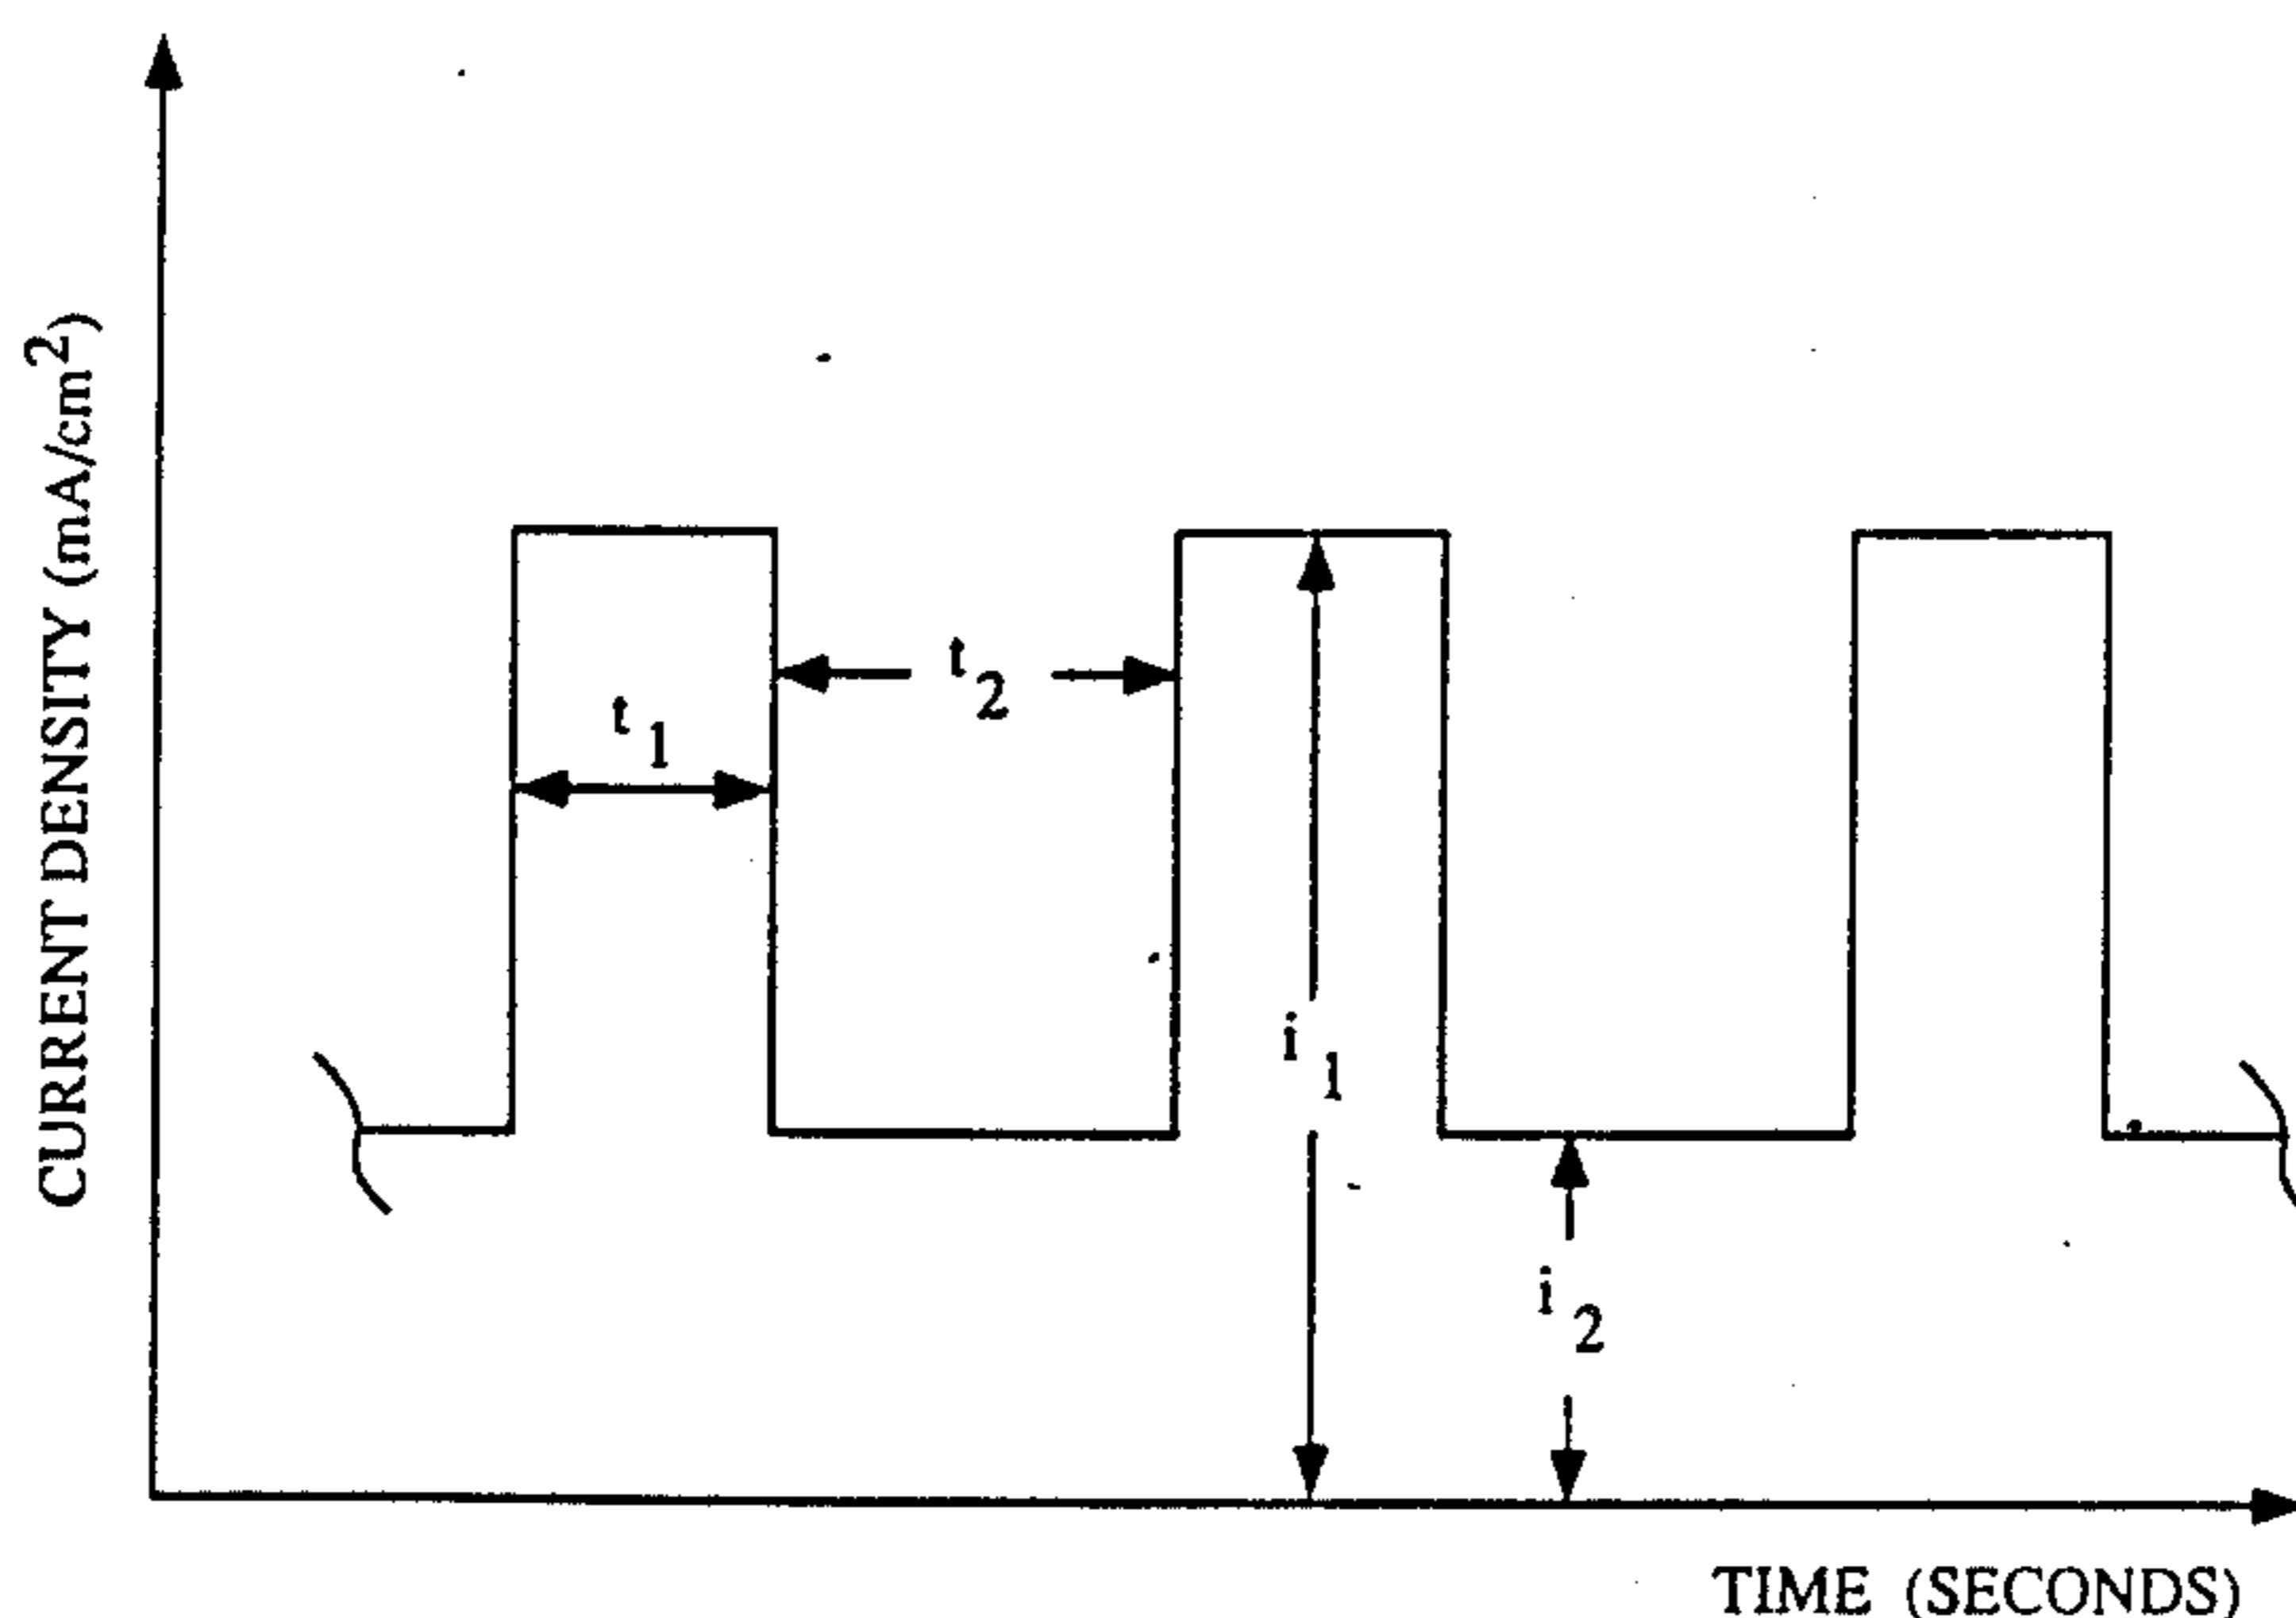 CURRENT DENSITY (mA/cm²)
t₁
t₂
i₁
i₂
TIME (SECONDS)